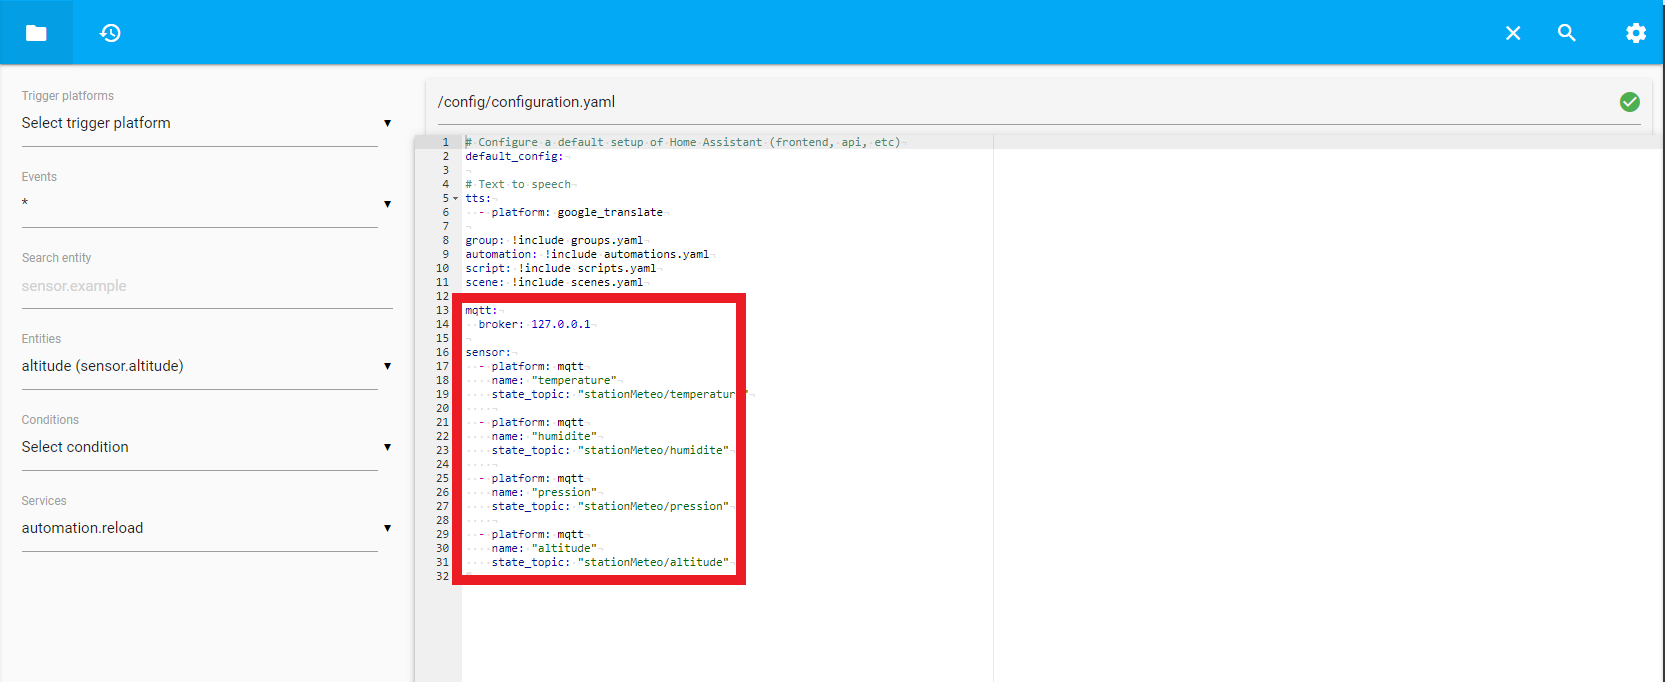 Trigger platforms
Select trigger platform
Events
*
Search entity
sensor.example
Entities
altitude (sensor.altitude)
Conditions
Select condition
Services
automation.reload
/config/configuration.yaml
1 # Configure a default setup of Home Assistant (frontend, api, etc)
2 default_config:
3
4 # Text to speech
5 tts:
6   - platform: google_translate
7
8 group: !include groups.yaml
9 automation: !include automations.yaml
10 script: !include scripts.yaml
11 scene: !include scenes.yaml
12
13 mqtt:
14   broker: 127.0.0.1
15
16 sensor:
17   - platform: mqtt
18     name: "temperature"
19     state_topic: "stationMeteo/temperatur"
20
21   - platform: mqtt
22     name: "humidite"
23     state_topic: "stationMeteo/humidite"
24
25   - platform: mqtt
26     name: "pression"
27     state_topic: "stationMeteo/pression"
28
29   - platform: mqtt
30     name: "altitude"
31     state_topic: "stationMeteo/altitude"
32